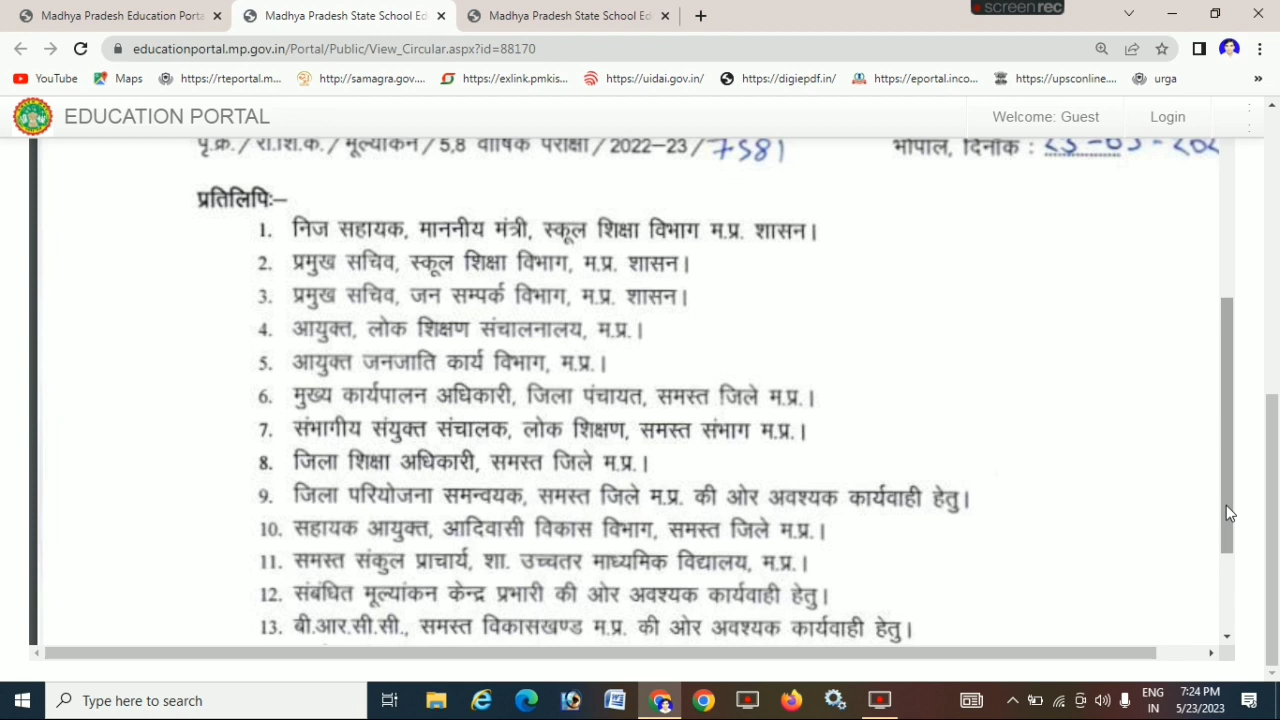 screenrec
Madhya Pradesh Education Porta
Madhya Pradesh State School Ed
Madhya Pradesh State School Ed
educationportal.mp.gov.in/Portal/Public/View_Circular.aspx?id=88170
YouTube Maps https://rteportal.m... http://samagra.gov.... https://exlink.pmkis... https://uidai.gov.in/ https://digiepdf.in/ https://eportal.inco... https://upsconline.... urga »
EDUCATION PORTAL Welcome: Guest Login
पृ.क्र./रा.शि.के./मूल्यांकन/5,8 वार्षिक परीक्षा/2022-23/7581 भोपाल, दिनांक :
प्रतिलिपिः—
1. निज सहायक, माननीय मंत्री, स्कूल शिक्षा विभाग म.प्र. शासन।
2. प्रमुख सचिव, स्कूल शिक्षा विभाग, म.प्र. शासन।
3. प्रमुख सचिव, जन सम्पर्क विभाग, म.प्र. शासन।
4. आयुक्त, लोक शिक्षण संचालनालय, म.प्र.।
5. आयुक्त जनजाति कार्य विभाग, म.प्र.।
6. मुख्य कार्यपालन अधिकारी, जिला पंचायत, समस्त जिले म.प्र.।
7. संभागीय संयुक्त संचालक, लोक शिक्षण, समस्त संभाग म.प्र.।
8. जिला शिक्षा अधिकारी, समस्त जिले म.प्र.।
9. जिला परियोजना समन्वयक, समस्त जिले म.प्र. की ओर अवश्यक कार्यवाही हेतु।
10. सहायक आयुक्त, आदिवासी विकास विभाग, समस्त जिले म.प्र.।
11. समस्त संकुल प्राचार्य, शा. उच्चतर माध्यमिक विद्यालय, म.प्र.।
12. संबंधित मूल्यांकन केन्द्र प्रभारी की ओर अवश्यक कार्यवाही हेतु।
13. बी.आर.सी.सी., समस्त विकासखण्ड म.प्र. की ओर अवश्यक कार्यवाही हेतु।
Type here to search
ENG 7:24 PM
IN 5/23/2023